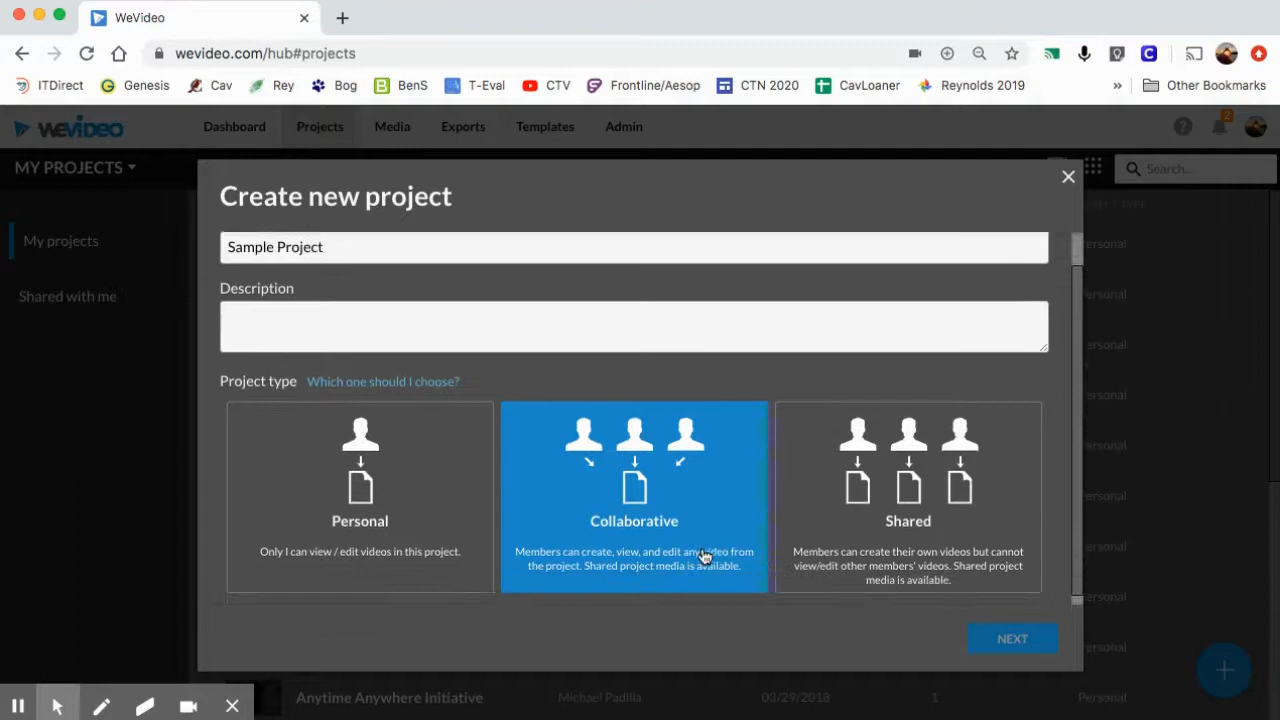 WeVideo
wevideo.com/hub#projects
ITDirect Genesis Cav Rey Bog BenS T-Eval CTV Frontline/Aesop CTN 2020 CavLoaner Reynolds 2019 » Other Bookmarks
WEVIDEO Dashboard Projects Media Exports Templates Admin 2
MY PROJECTS Search...
Create new project
My projects
Shared with me
Sample Project
Description
Project type Which one should I choose?
Personal
Only I can view / edit videos in this project.
Collaborative
Members can create, view, and edit any video from
the project. Shared project media is available.
Shared
Members can create their own videos but cannot
view/edit other members' videos. Shared project
media is available.
NEXT
Anytime Anywhere Initiative Michael Padilla 03/29/2018 1 Personal